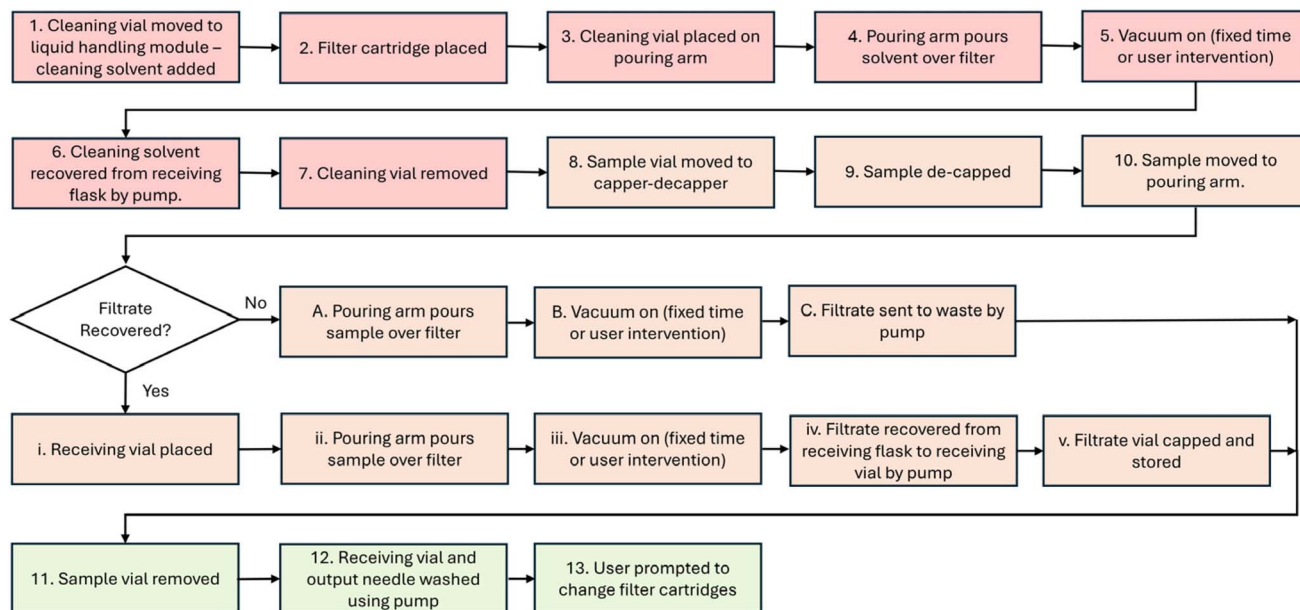 1. Cleaning vial moved to
liquid handling module –
cleaning solvent added
2. Filter cartridge placed
3. Cleaning vial placed on
pouring arm
4. Pouring arm pours
solvent over filter
5. Vacuum on (fixed time
or user intervention)
6. Cleaning solvent
recovered from receiving
flask by pump.
7. Cleaning vial removed
8. Sample vial moved to
capper-decapper
9. Sample de-capped
10. Sample moved to
pouring arm.
Filtrate
Recovered?
No
A. Pouring arm pours
sample over filter
B. Vacuum on (fixed time
or user intervention)
C. Filtrate sent to waste by
pump
Yes
i. Receiving vial placed
ii. Pouring arm pours
sample over filter
iii. Vacuum on (fixed time
or user intervention)
iv. Filtrate recovered from
receiving flask to receiving
vial by pump
v. Filtrate vial capped and
stored
11. Sample vial removed
12. Receiving vial and
output needle washed
using pump
13. User prompted to
change filter cartridges